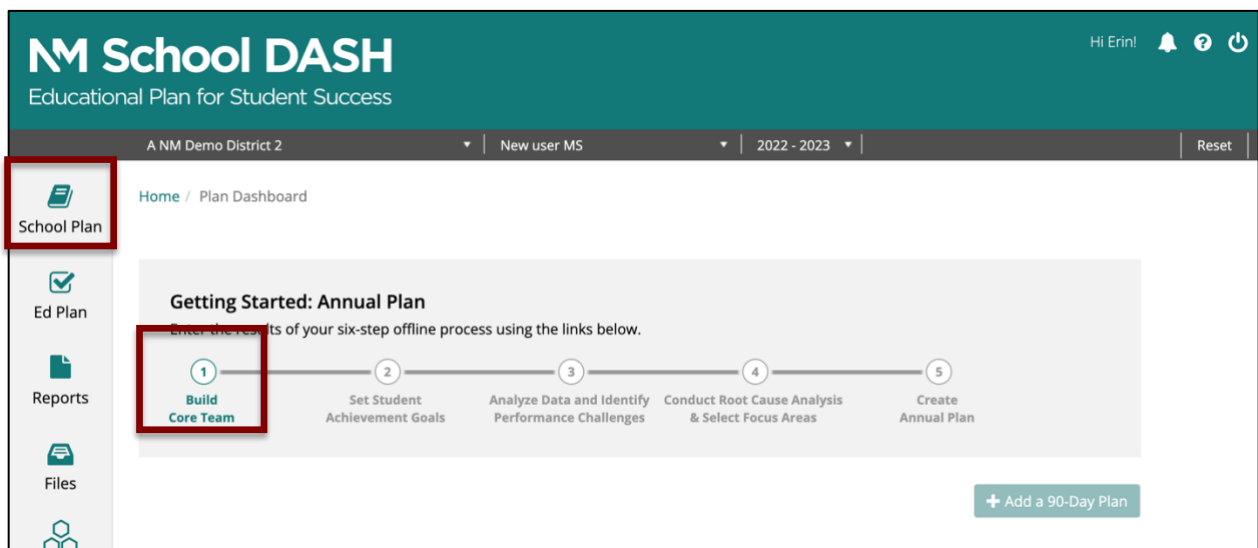 NM School DASH
Educational Plan for Student Success
Hi Erin!
A NM Demo District 2
New user MS
2022 - 2023
Reset
School Plan
Ed Plan
Reports
Files
Home / Plan Dashboard
Getting Started: Annual Plan
Enter the results of your six-step offline process using the links below.
1
Build
Core Team
2
Set Student
Achievement Goals
3
Analyze Data and Identify
Performance Challenges
4
Conduct Root Cause Analysis
& Select Focus Areas
5
Create
Annual Plan
+ Add a 90-Day Plan